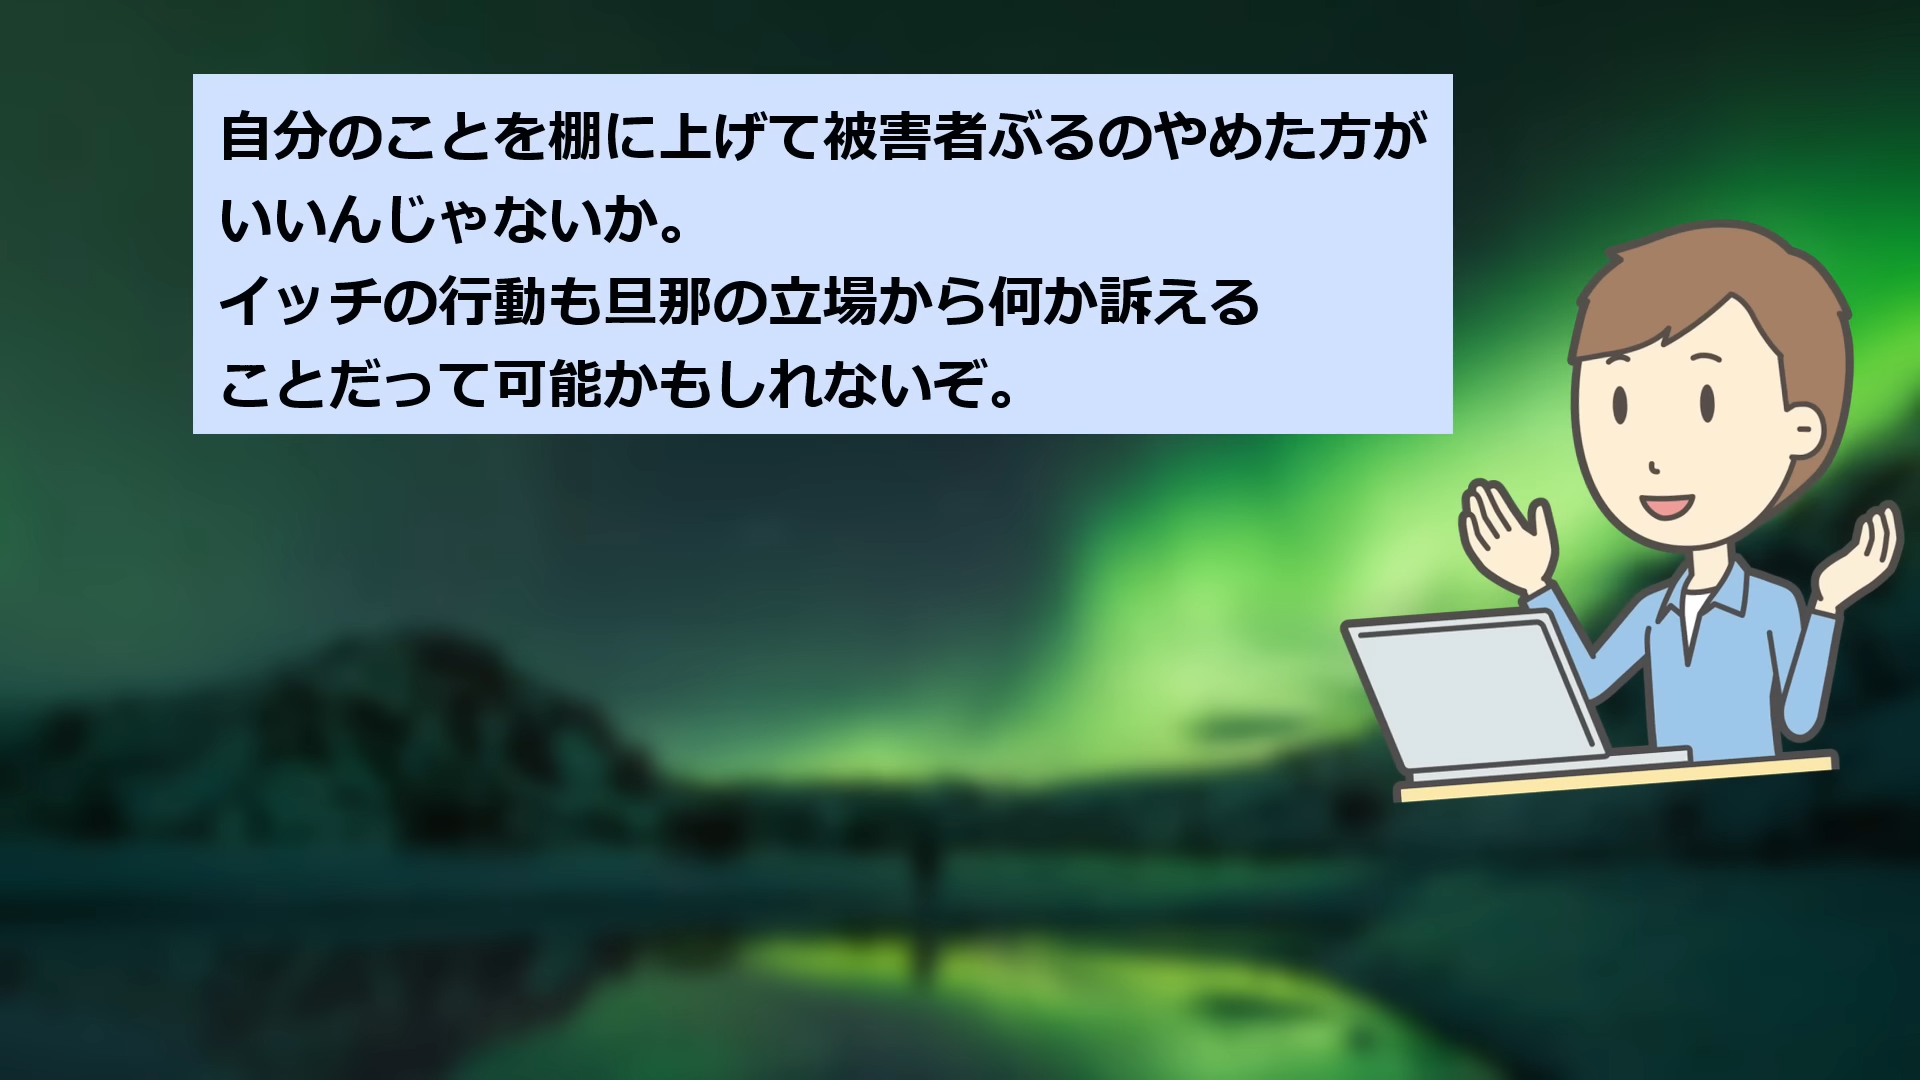 自分のことを棚に上げて被害者ぶるのやめた方が
いいんじゃないか。
イッチの行動も旦那の立場から何か訴える
ことだって可能かもしれないぞ。